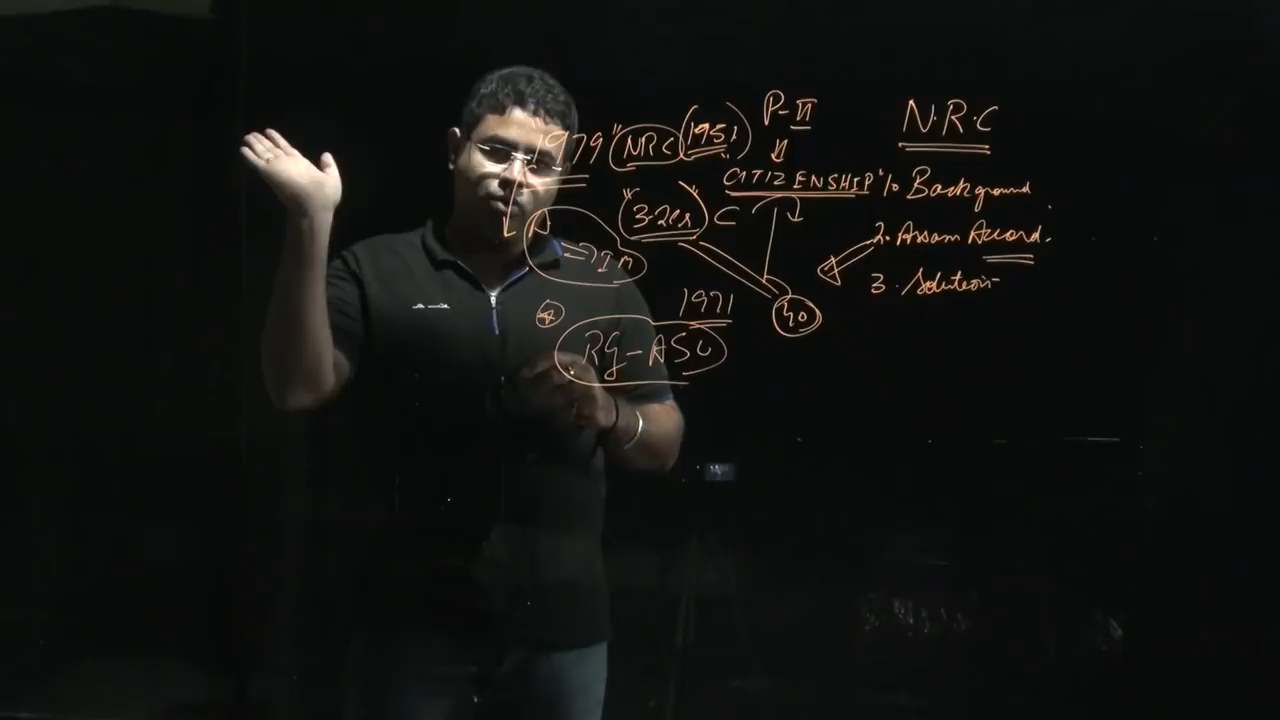 P-II
N.R.C
1979 "NRC (1951)
CITIZENSHIP"
1. Background
"3.2cr" C
2. Assam Accord.
A
=>IM
3. Solution
1971
40
RG-ASU